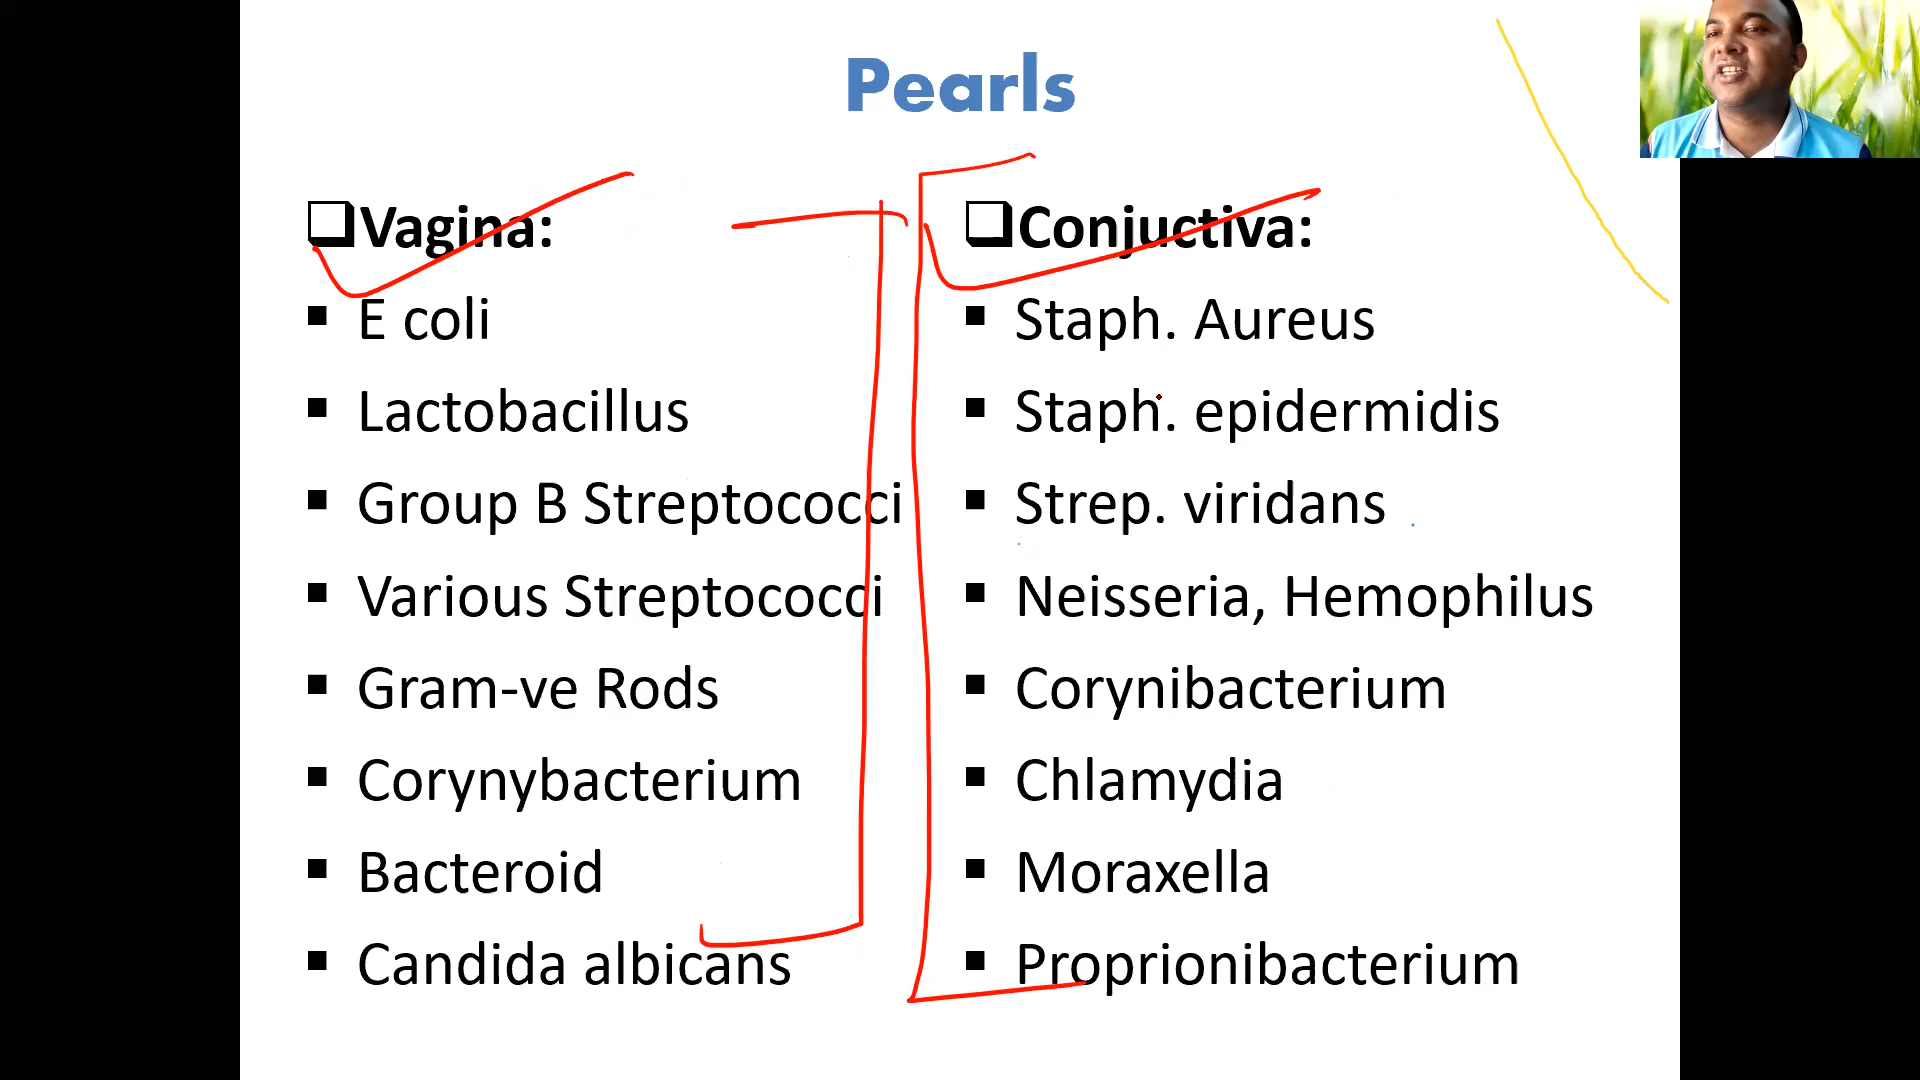 Pearls
Vagina:
E coli
Lactobacillus
Group B Streptococci
Various Streptococci
Gram-ve Rods
Corynybacterium
Bacteroid
Candida albicans
Conjuctiva:
Staph. Aureus
Staph. epidermidis
Strep. viridans
Neisseria, Hemophilus
Corynibacterium
Chlamydia
Moraxella
Proprionibacterium